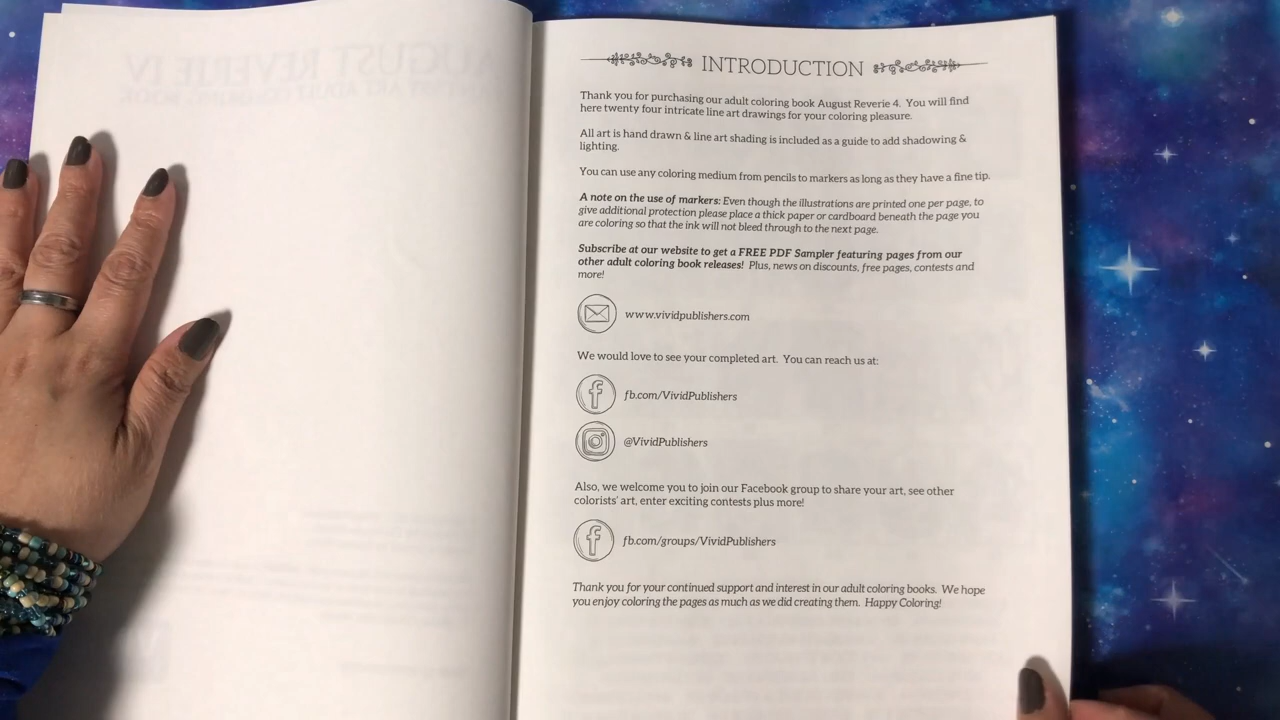 INTRODUCTION
Thank you for purchasing our adult coloring book August Reverie 4. You will find
here twenty four intricate line art drawings for your coloring pleasure.
All art is hand drawn & line art shading is included as a guide to add shadowing &
lighting.
You can use any coloring medium from pencils to markers as long as they have a fine tip.
A note on the use of markers: Even though the illustrations are printed one per page, to
give additional protection please place a thick paper or cardboard beneath the page you
are coloring so that the ink will not bleed through to the next page.
Subscribe at our website to get a FREE PDF Sampler featuring pages from our
other adult coloring book releases! Plus, news on discounts, free pages, contests and
more!
www.vividpublishers.com
We would love to see your completed art. You can reach us at:
fb.com/VividPublishers
@VividPublishers
Also, we welcome you to join our Facebook group to share your art, see other
colorists' art, enter exciting contests plus more!
fb.com/groups/VividPublishers
Thank you for your continued support and interest in our adult coloring books. We hope
you enjoy coloring the pages as much as we did creating them. Happy Coloring!